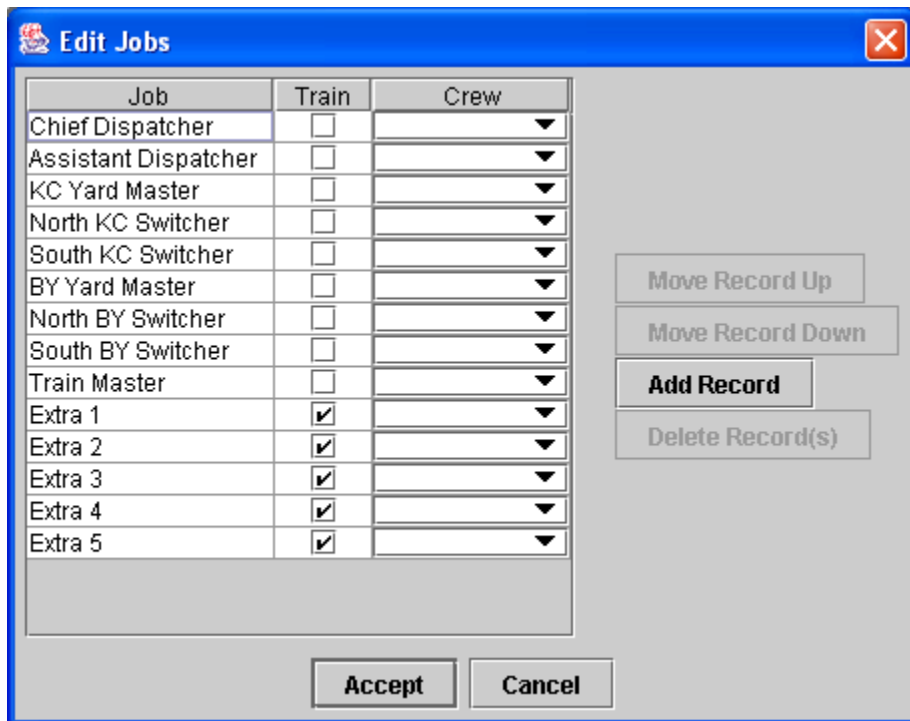 Edit Jobs
Job Train Crew
Chief Dispatcher
Assistant Dispatcher
KC Yard Master
North KC Switcher
South KC Switcher
BY Yard Master
North BY Switcher
South BY Switcher
Train Master
Extra 1
Extra 2
Extra 3
Extra 4
Extra 5
Move Record Up
Move Record Down
Add Record
Delete Record(s)
Accept Cancel